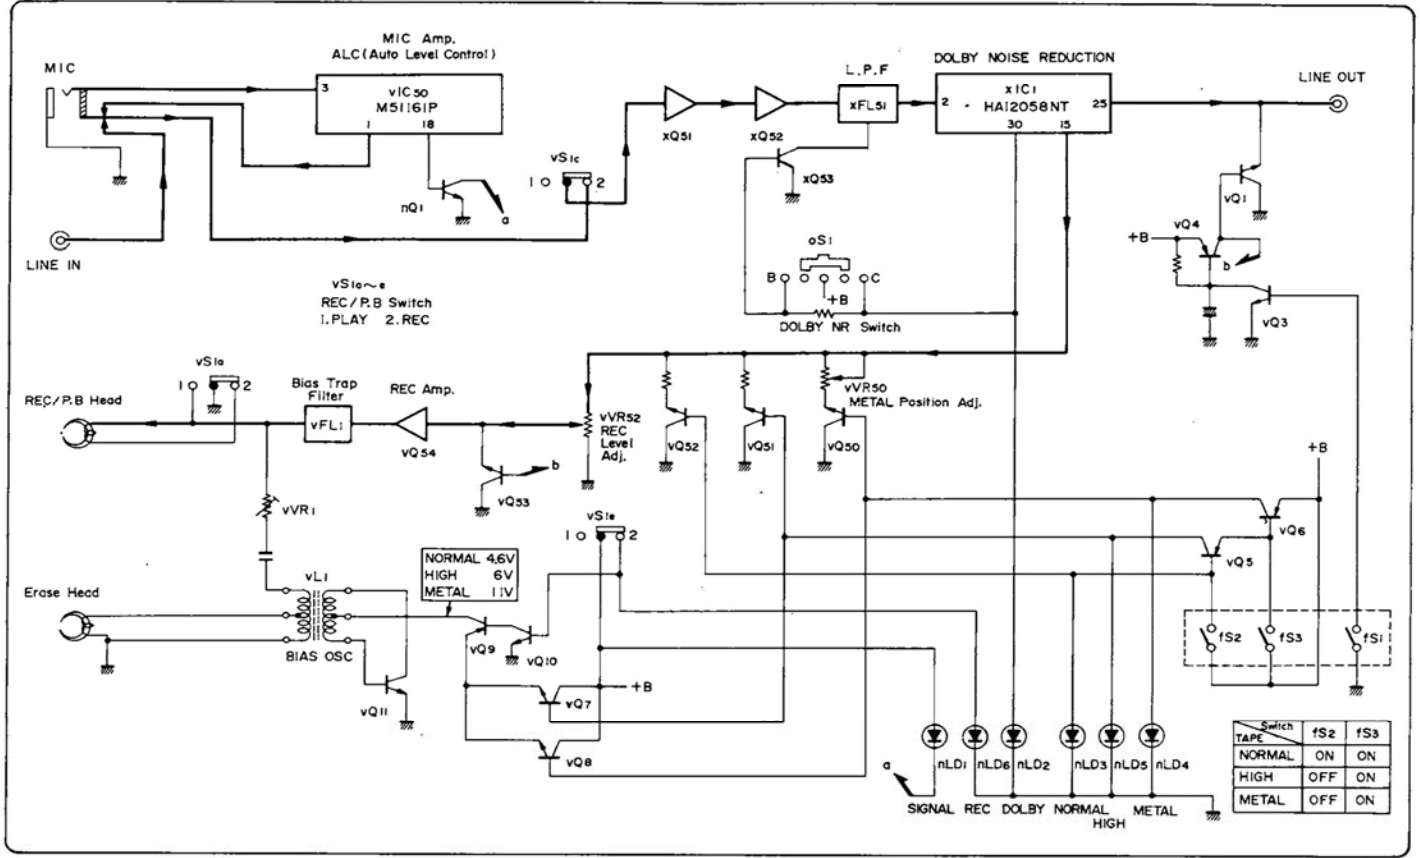 MIC Amp.
ALC (Auto Level Control)
MIC
3
vIC50
M51161P
1
18
nQ1
a
LINE IN
vS1c
1
2
xQ51
xQ52
L.P.F
xFL51
DOLBY NOISE REDUCTION
2
xIC1
HA12058NT
25
30
15
LINE OUT
xQ53
oS1
B
C
+B
DOLBY NR Switch
vQ1
vQ4
+B
b
vQ3
vS1a~e
REC/P.B Switch
1.PLAY 2.REC
vS1a
1
2
REC/P.B Head
Bias Trap
Filter
vFL1
REC Amp.
vQ54
vVR52
REC
Level
Adj.
b
vQ53
vQ52
vQ51
vVR50
METAL Position Adj.
vQ50
+B
vQ6
vQ5
vVR1
vS1e
1
2
NORMAL 4.6V
HIGH 6V
METAL 11V
vL1
Erase Head
BIAS OSC
vQ9
vQ10
vQ11
vQ7
+B
vQ8
fS2
fS3
fS1
a
nLD1
nLD6
nLD2
nLD3
nLD5
nLD4
SIGNAL REC DOLBY NORMAL METAL
HIGH
Switch
TAPE
fS2 fS3
NORMAL ON ON
HIGH OFF ON
METAL OFF ON